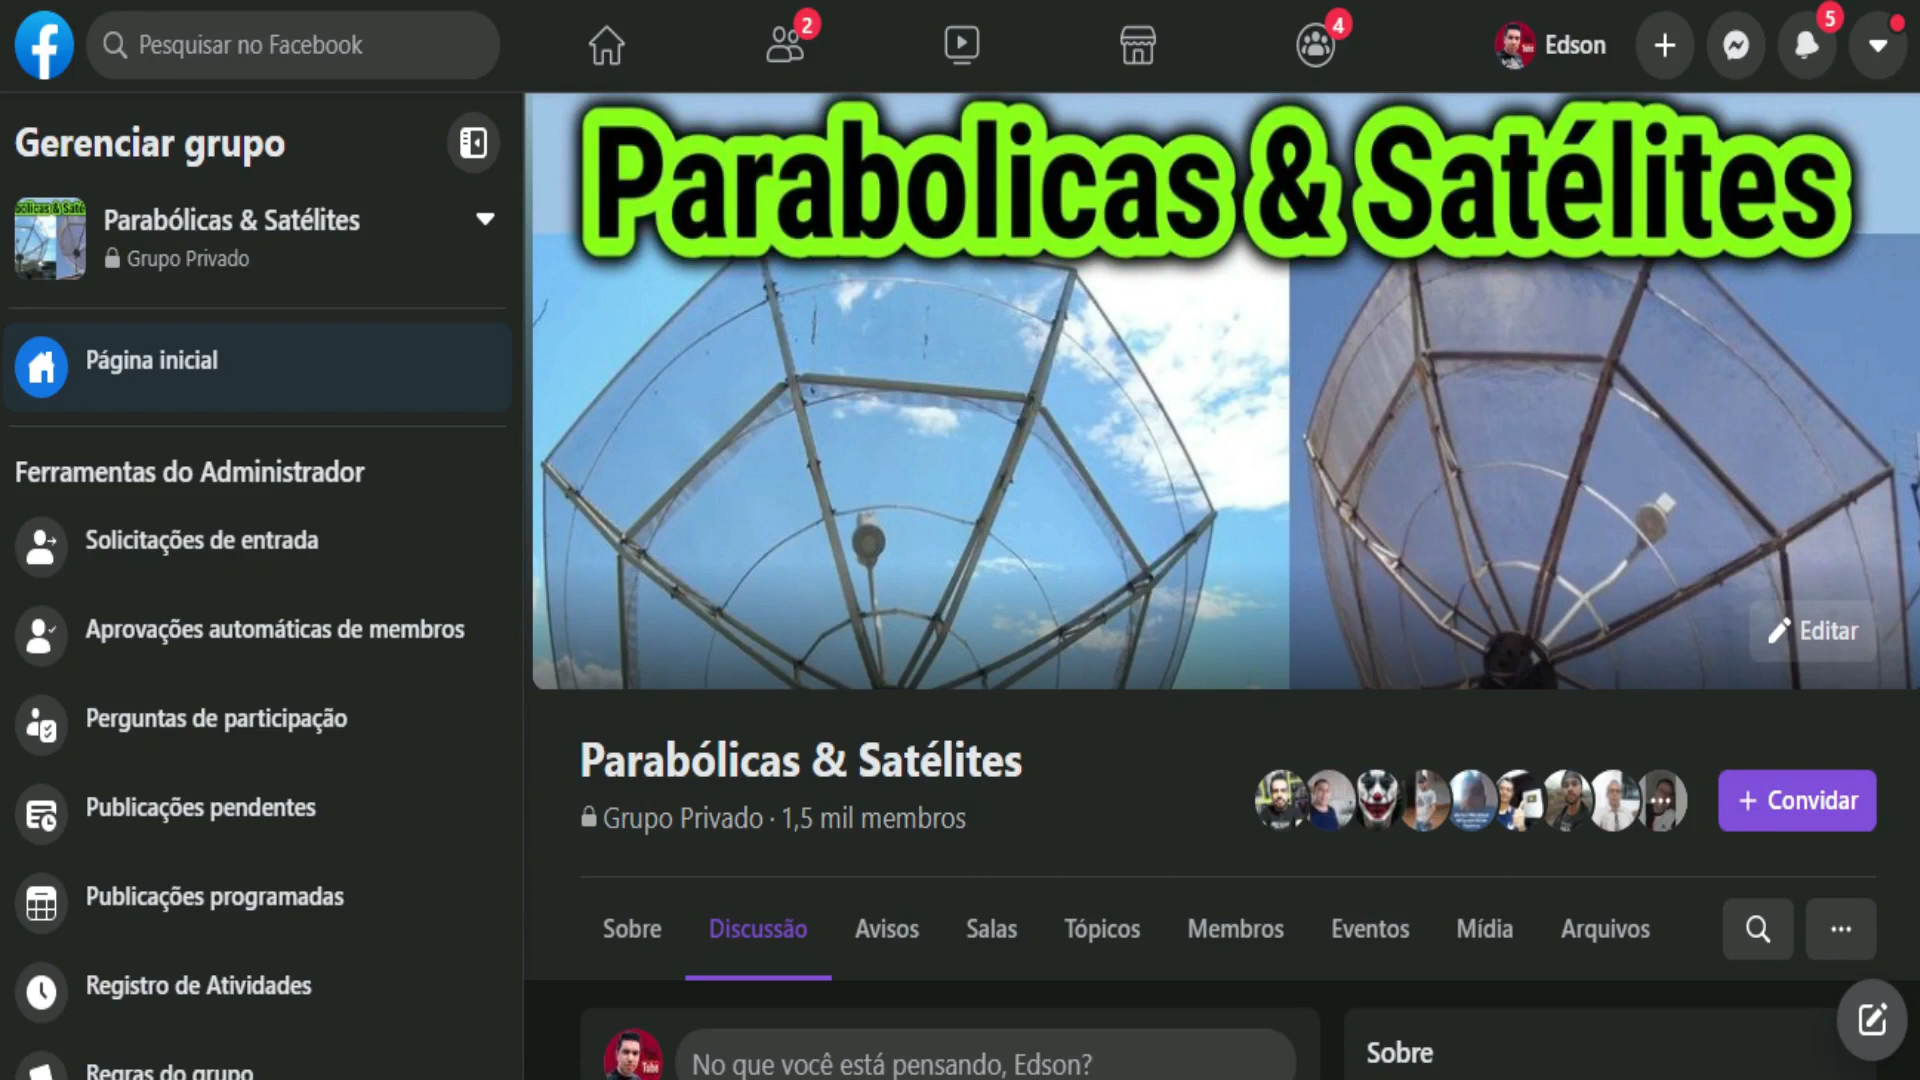 Pesquisar no Facebook
2
4
Edson
5
Gerenciar grupo
Parabólicas & Satélites
Grupo Privado
Página inicial
Ferramentas do Administrador
Solicitações de entrada
Aprovações automáticas de membros
Perguntas de participação
Publicações pendentes
Publicações programadas
Registro de Atividades
Regras do grupo
Parabolicas & Satélites
Editar
Parabólicas & Satélites
Grupo Privado · 1,5 mil membros
+ Convidar
Sobre Discussão Avisos Salas Tópicos Membros Eventos Mídia Arquivos
No que você está pensando, Edson?
Sobre